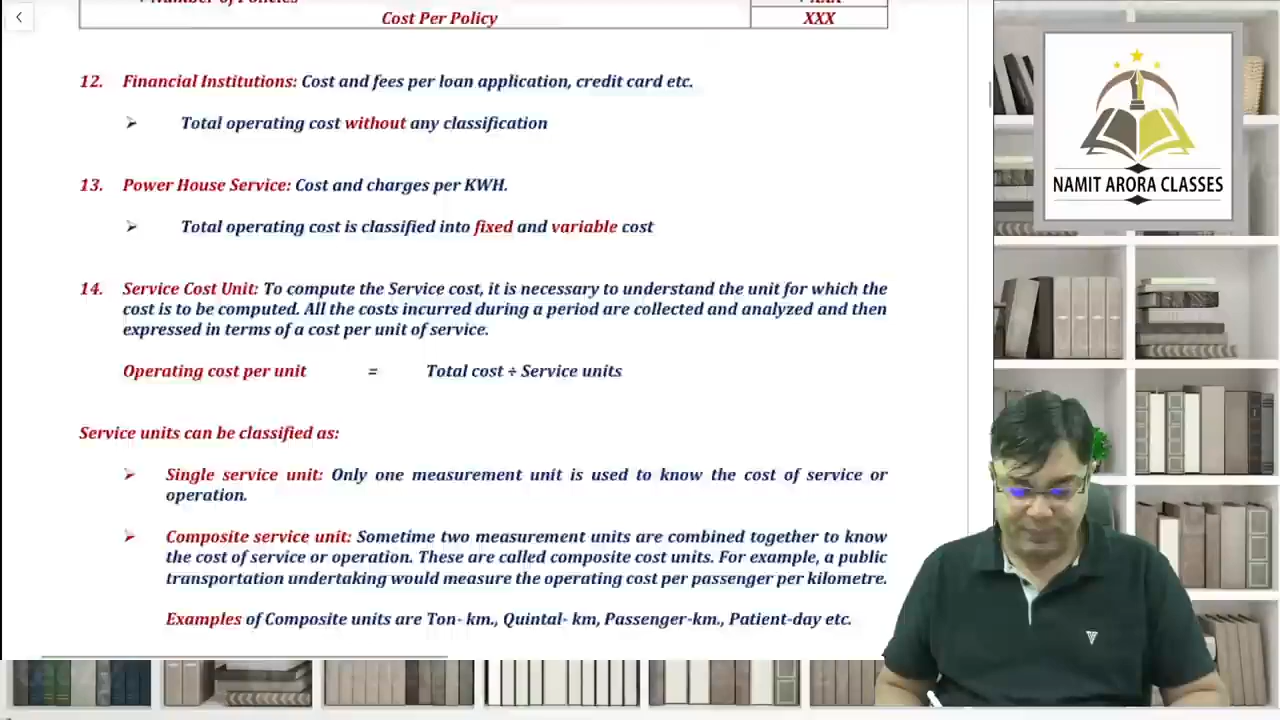 Cost Per Policy XXX
12. Financial Institutions: Cost and fees per loan application, credit card etc.
➢ Total operating cost without any classification
13. Power House Service: Cost and charges per KWH.
➢ Total operating cost is classified into fixed and variable cost
14. Service Cost Unit: To compute the Service cost, it is necessary to understand the unit for which the
cost is to be computed. All the costs incurred during a period are collected and analyzed and then
expressed in terms of a cost per unit of service.
Operating cost per unit = Total cost ÷ Service units
Service units can be classified as:
➢ Single service unit: Only one measurement unit is used to know the cost of service or
operation.
➢ Composite service unit: Sometime two measurement units are combined together to know
the cost of service or operation. These are called composite cost units. For example, a public
transportation undertaking would measure the operating cost per passenger per kilometre.
Examples of Composite units are Ton- km., Quintal- km, Passenger-km., Patient-day etc.
NAMIT ARORA CLASSES